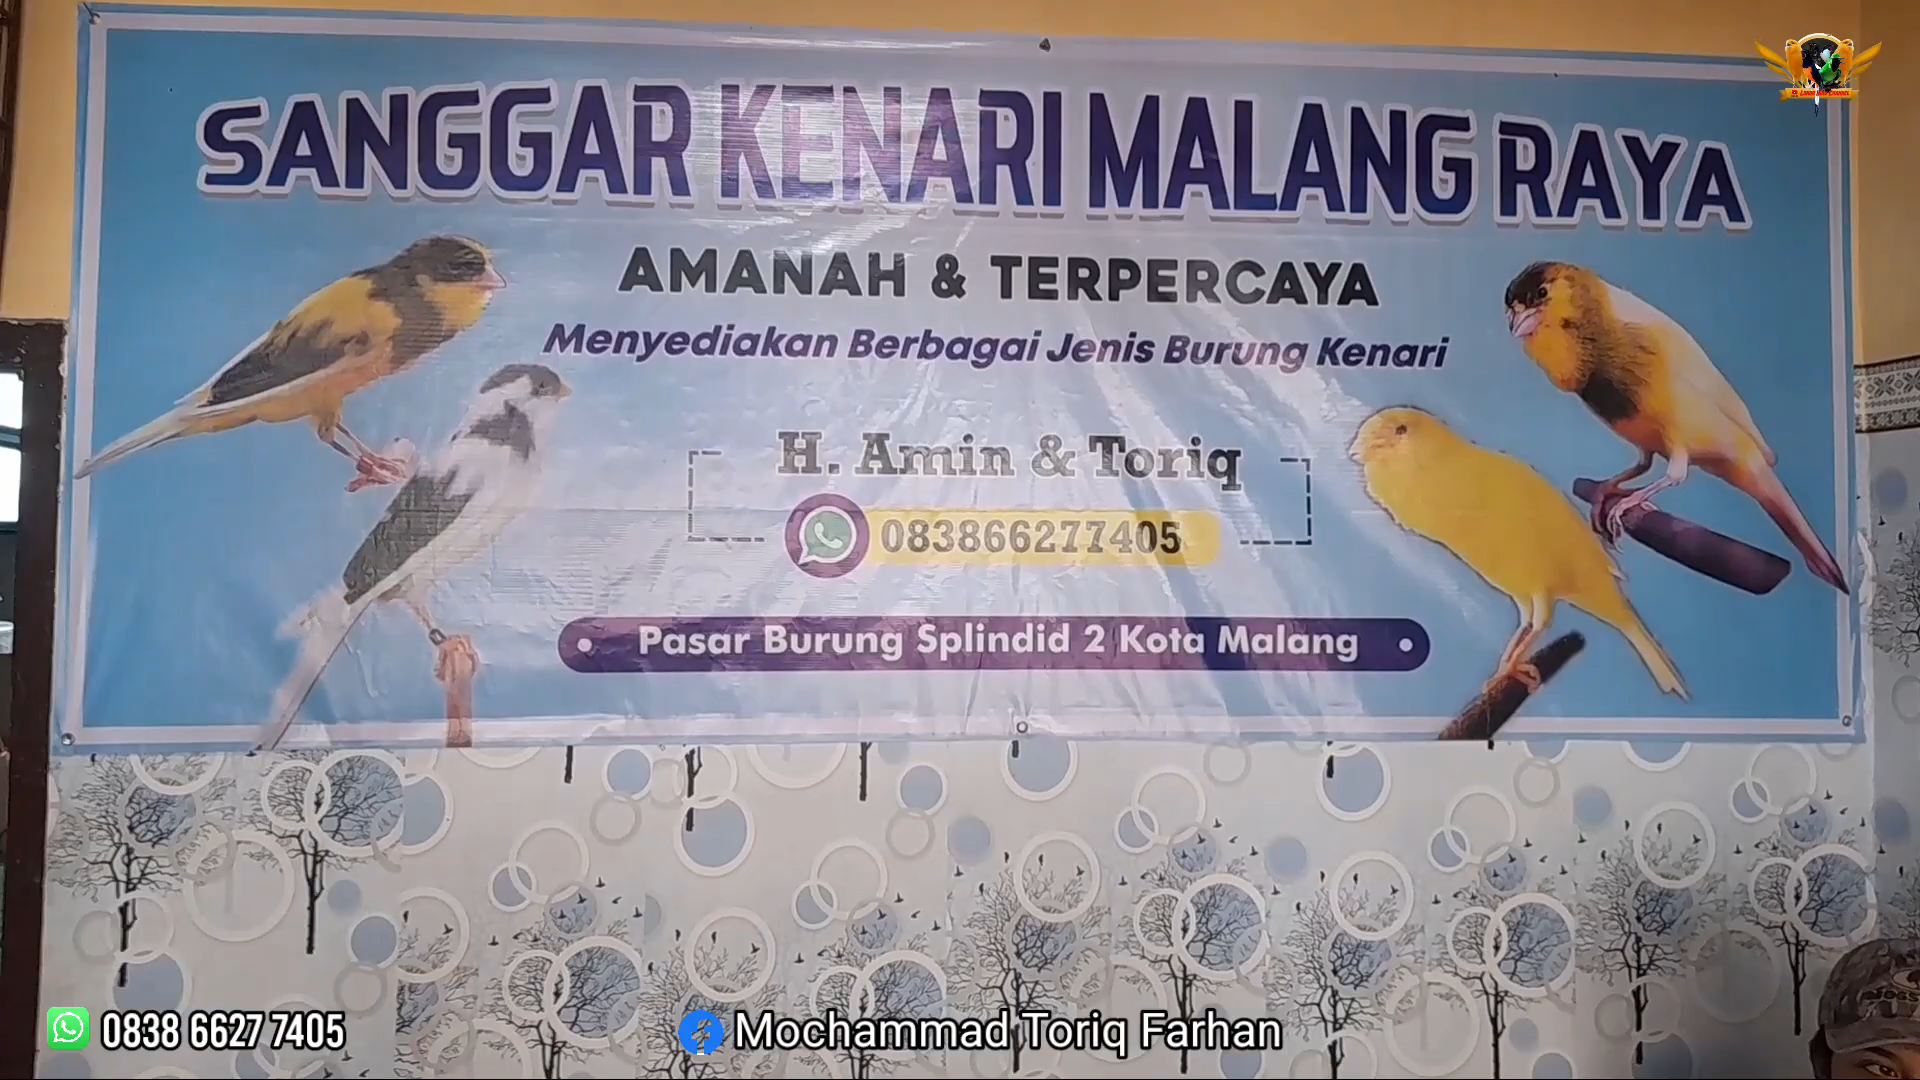 SANGGAR KENARI MALANG RAYA
AMANAH & TERPERCAYA
Menyediakan Berbagai Jenis Burung Kenari
H. Amin & Toriq
083866277405
Pasar Burung Splindid 2 Kota Malang
0838 6627 7405
Mochammad Toriq Farhan